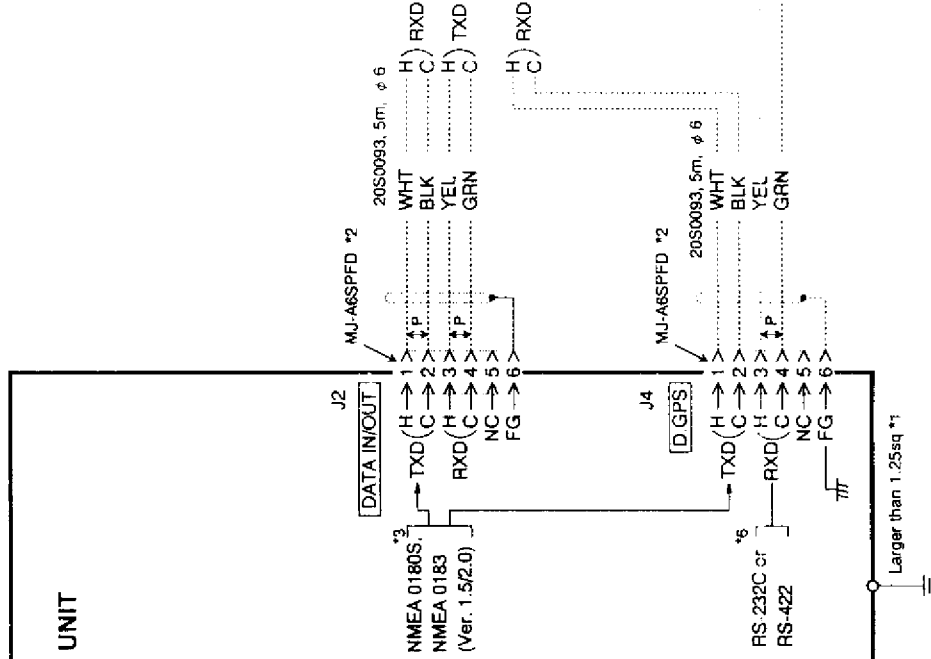 UNIT
J2
DATA IN/OUT
MJ-A6SPFD *2
20S0093, 5m, φ6
TXD
H 1 WHT H RXD
C 2 BLK C
RXD
H 3 YEL H TXD
C 4 GRN C
NC 5
FG 6
P
P
*3
NMEA 0180S,
NMEA 0183
(Ver. 1.5/2.0)
J4
D.GPS
MJ-A6SPFD *2
20S0093, 5m, φ6
TXD
H 1 WHT H RXD
C 2 BLK C
RXD
H 3 YEL
C 4 GRN
NC 5
FG 6
P
*6
RS-232C or
RS-422
Larger than 1.25sq *1